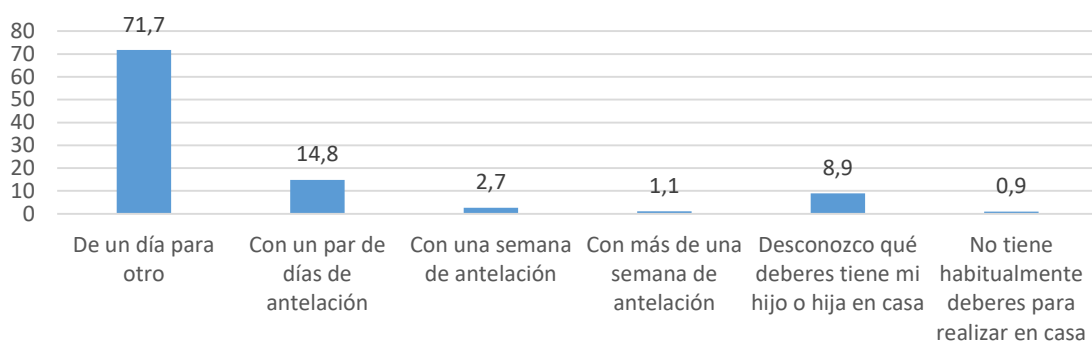 80
70
60
50
40
30
20
10
0
71,7
14,8
2,7
1,1
8,9
0,9
De un día para
otro
Con un par de
días de
antelación
Con una semana
de antelación
Con más de una
semana de
antelación
Desconozco qué
deberes tiene mi
hijo o hija en casa
No tiene
habitualmente
deberes para
realizar en casa